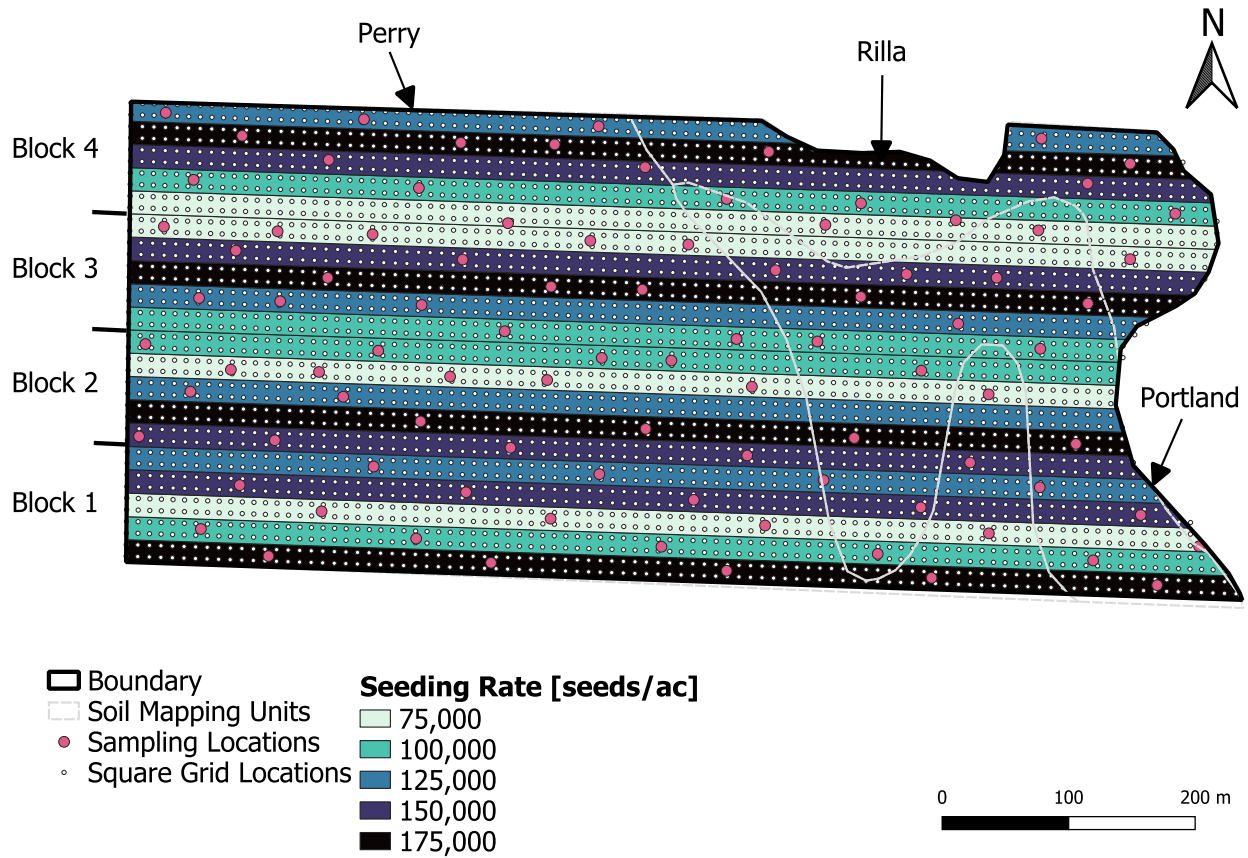 N
Perry
Rilla
Block 4
Block 3
Block 2
Portland
Block 1
Boundary
Soil Mapping Units
Sampling Locations
Square Grid Locations
Seeding Rate [seeds/ac]
75,000
100,000
125,000
150,000
175,000
0 100 200 m